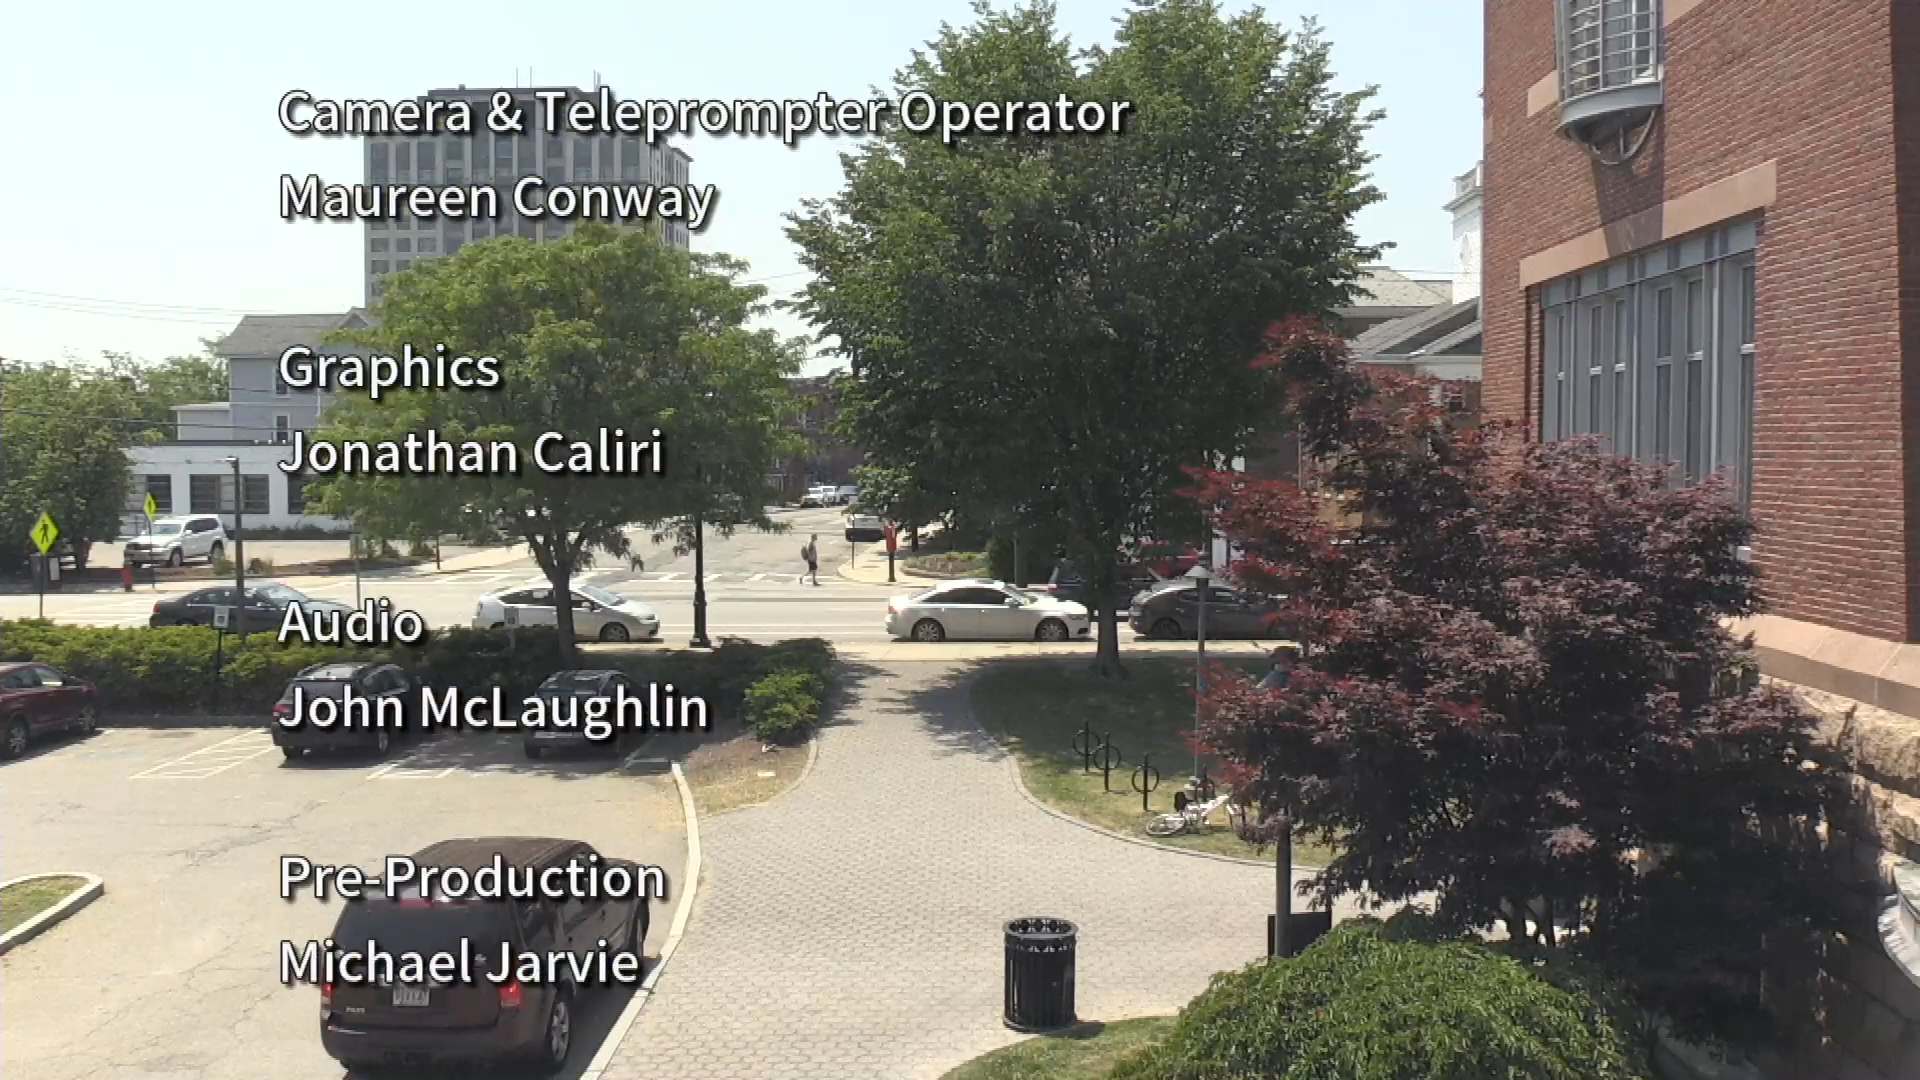 Camera & Teleprompter Operator
Maureen Conway
Graphics
Jonathan Caliri
Audio
John McLaughlin
Pre-Production
Michael Jarvie